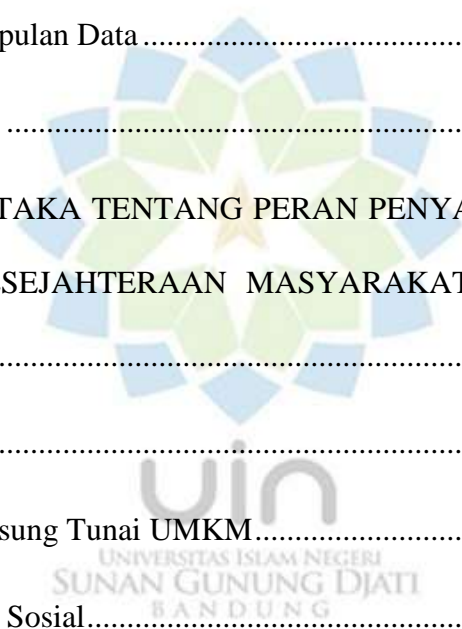 pulan Data ........................................
........................................................
TAKA TENTANG PERAN PENYA
SEJAHTERAAN MASYARAKAT
........................................................
........................................................
uin
sung Tunai UMKM.........................
UNIVERSITAS ISLAM NEGERI
SUNAN GUNUNG DJATI
BANDUNG
Sosial..............................................